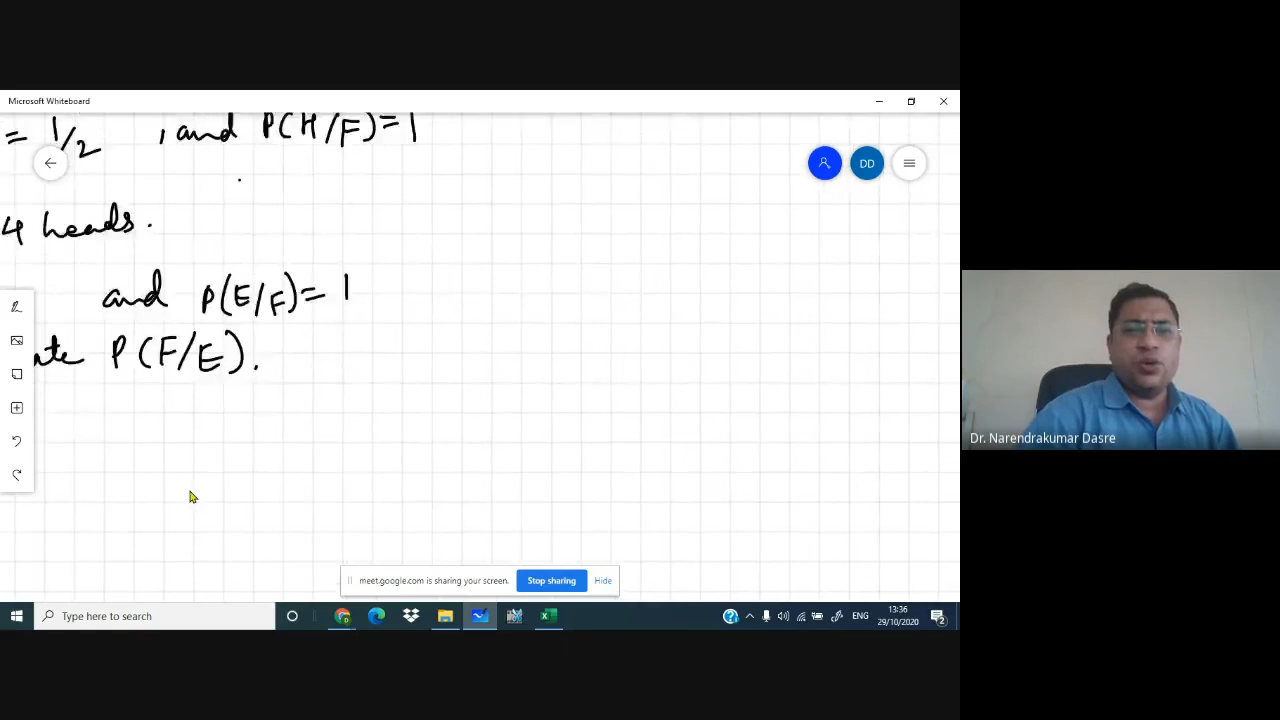 Microsoft Whiteboard
= 1/2 , and P(H/F)=1
DD
4 heads.
and P(E/F)= 1
ate P(F/E).
Dr. Narendrakumar Dasre
meet.google.com is sharing your screen. Stop sharing Hide
Type here to search
ENG
13:36
29/10/2020
2